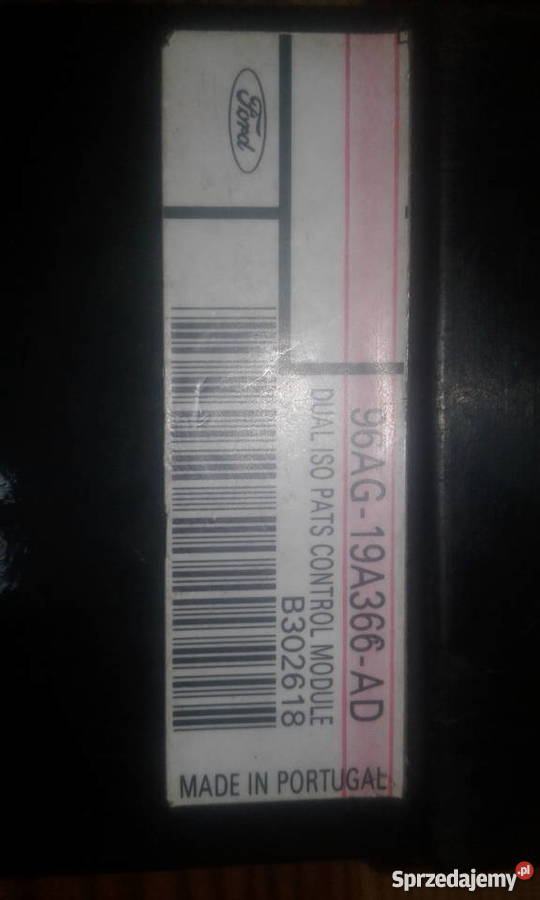 Ford
96AG-19A366-AD
DUAL ISO PATS CONTROL MODULE
B302618
MADE IN PORTUGAL
Sprzedajemy.pl